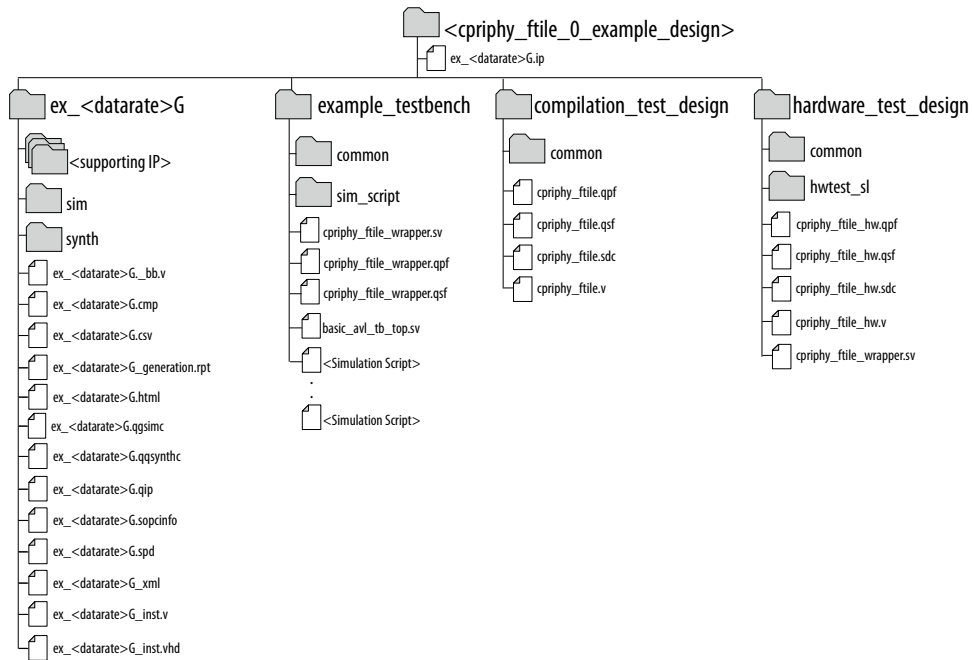 <cpriphy_ftile_0_example_design>
ex_<datarate>G.ip
ex_<datarate>G
<supporting IP>
sim
synth
ex_<datarate>G._bb.v
ex_<datarate>G.cmp
ex_<datarate>G.csv
ex_<datarate>G_generation.rpt
ex_<datarate>G.html
ex_<datarate>G.qgsimc
ex_<datarate>G.qqsynthc
ex_<datarate>G.qip
ex_<datarate>G.sopcinfo
ex_<datarate>G.spd
ex_<datarate>G_xml
ex_<datarate>G_inst.v
ex_<datarate>G_inst.vhd
example_testbench
common
sim_script
cpriphy_ftile_wrapper.sv
cpriphy_ftile_wrapper.qpf
cpriphy_ftile_wrapper.qsf
basic_avl_tb_top.sv
<Simulation Script>
.
.
<Simulation Script>
compilation_test_design
common
cpriphy_ftile.qpf
cpriphy_ftile.qsf
cpriphy_ftile.sdc
cpriphy_ftile.v
hardware_test_design
common
hwtest_sl
cpriphy_ftile_hw.qpf
cpriphy_ftile_hw.qsf
cpriphy_ftile_hw.sdc
cpriphy_ftile_hw.v
cpriphy_ftile_wrapper.sv